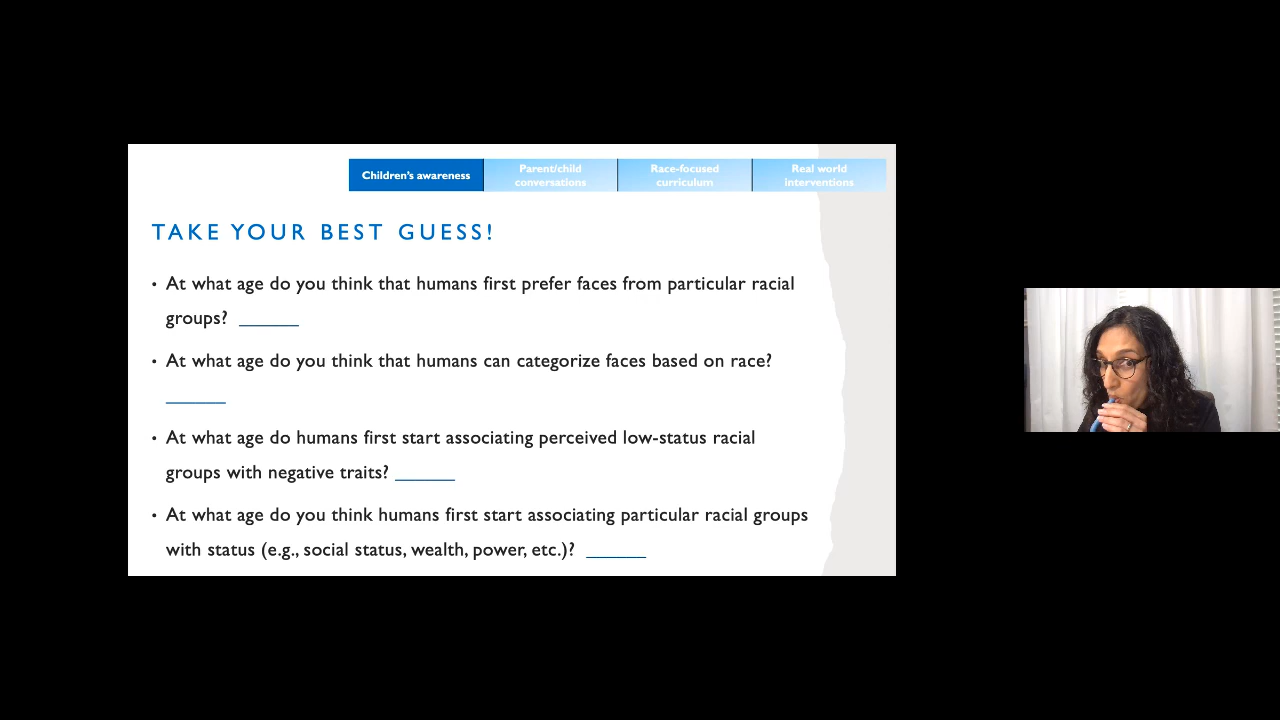 Children's awareness
Parent/child
conversations
Race-focused
curriculum
Real world
interventions
TAKE YOUR BEST GUESS!
• At what age do you think that humans first prefer faces from particular racial
groups? ______
• At what age do you think that humans can categorize faces based on race?
______
• At what age do humans first start associating perceived low-status racial
groups with negative traits? ______
• At what age do you think humans first start associating particular racial groups
with status (e.g., social status, wealth, power, etc.)? ______